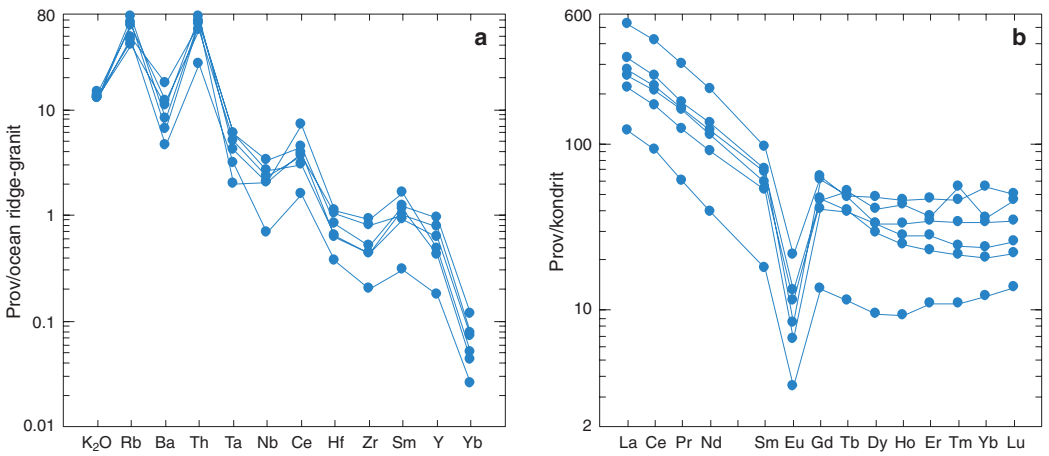 a
80
10
1
0.1
0.01
Prov/ocean ridge-granit
K₂O Rb Ba Th Ta Nb Ce Hf Zr Sm Y Yb
b
600
100
10
2
Prov/kondrit
La Ce Pr Nd Sm Eu Gd Tb Dy Ho Er Tm Yb Lu